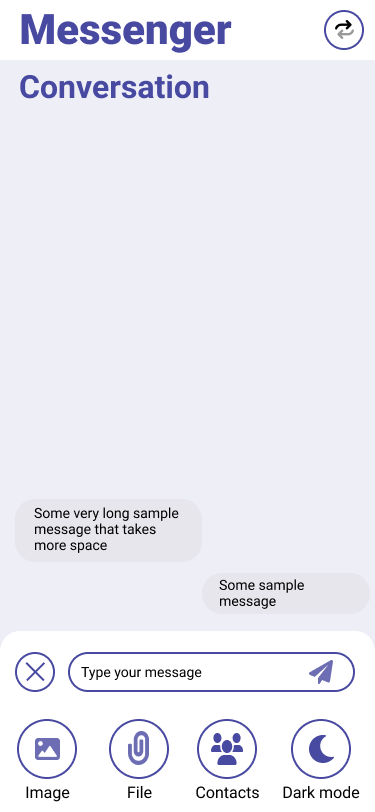 Messenger
Conversation
Some very long sample
message that takes
more space
Some sample
message
Type your message
Image
File
Contacts
Dark mode